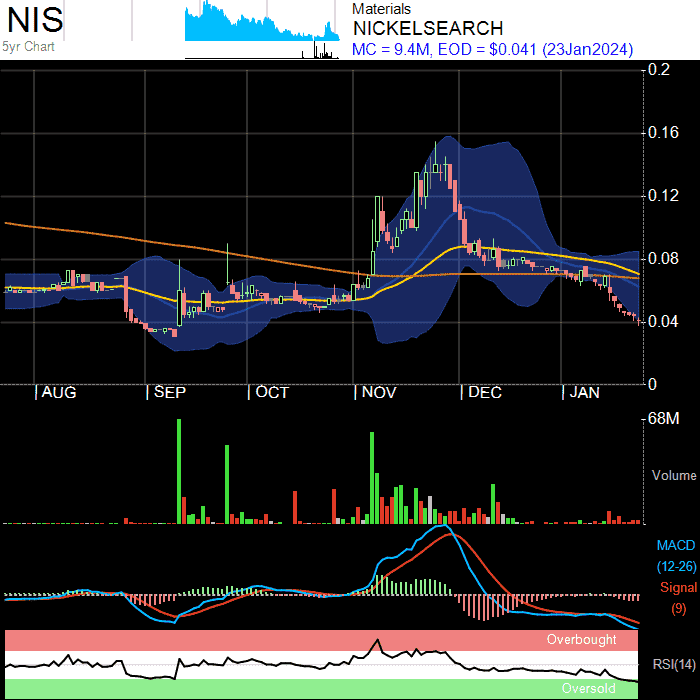 NIS
5yr Chart
Materials
NICKELSEARCH
MC = 9.4M, EOD = $0.041 (23Jan2024)
0.2
0.16
0.12
0.08
0.04
0
AUG SEP OCT NOV DEC JAN
68M
Volume
MACD
(12-26)
Signal
(9)
Overbought
RSI(14)
Oversold